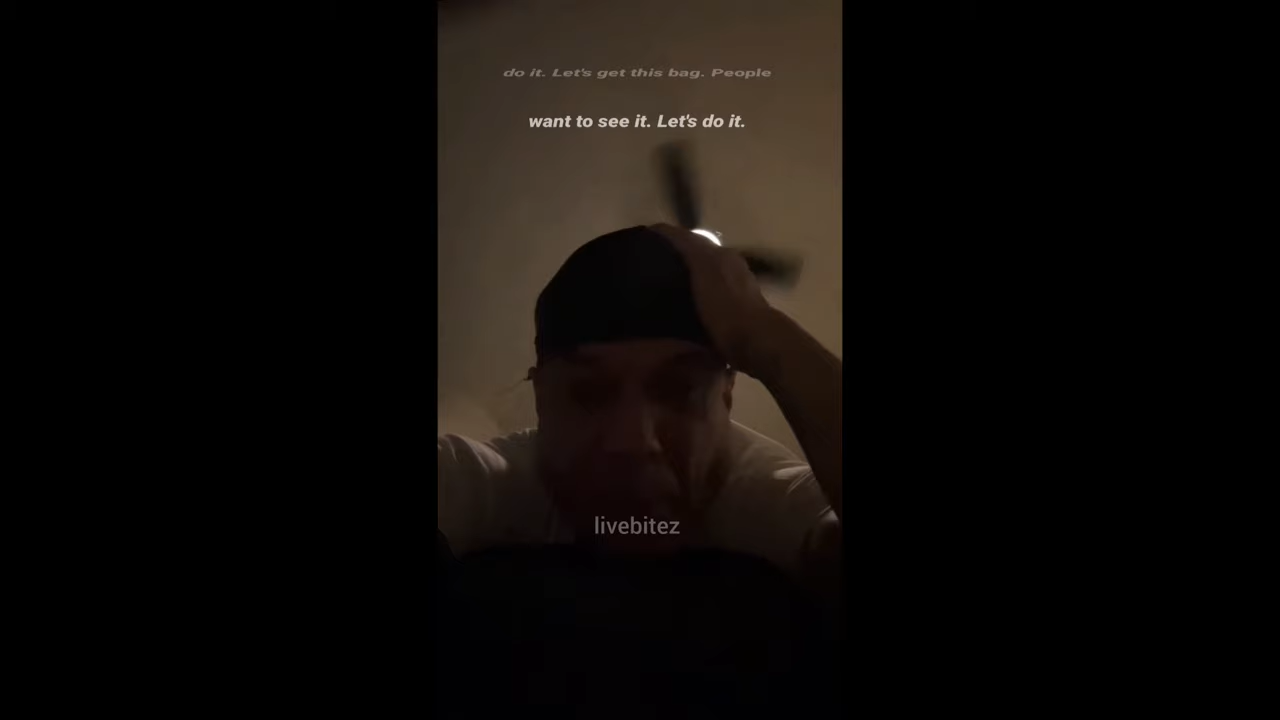 do it. Let's get this bag. People
want to see it. Let's do it.
livebitez